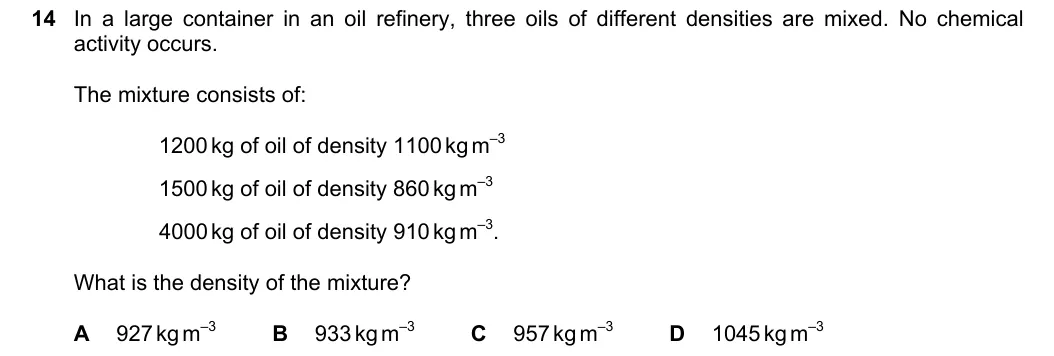 14 In a large container in an oil refinery, three oils of different densities are mixed. No chemical
activity occurs.
The mixture consists of:
1200 kg of oil of density 1100 kg m⁻³
1500 kg of oil of density 860 kg m⁻³
4000 kg of oil of density 910 kg m⁻³.
What is the density of the mixture?
A 927 kg m⁻³ B 933 kg m⁻³ C 957 kg m⁻³ D 1045 kg m⁻³